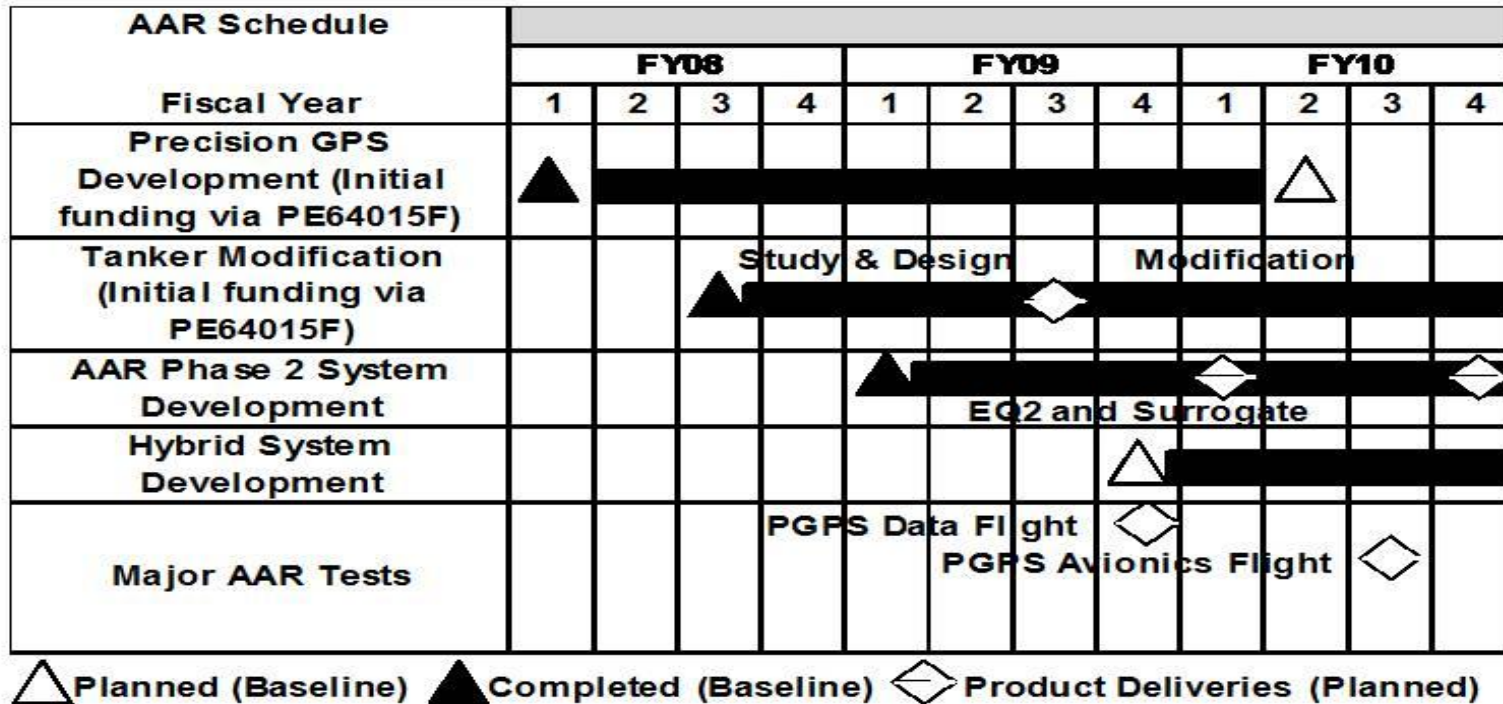 AAR Schedule
FY08 FY09 FY10
Fiscal Year 1 2 3 4 1 2 3 4 1 2 3 4
Precision GPS
Development (Initial
funding via PE64015F)
Tanker Modification
(Initial funding via
PE64015F)
Study & Design Modification
AAR Phase 2 System
Development
EQ2 and Surrogate
Hybrid System
Development
Major AAR Tests
PGPS Data Flight
PGPS Avionics Flight
Planned (Baseline) Completed (Baseline) Product Deliveries (Planned)